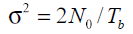 σ² = 2N₀ / T_b